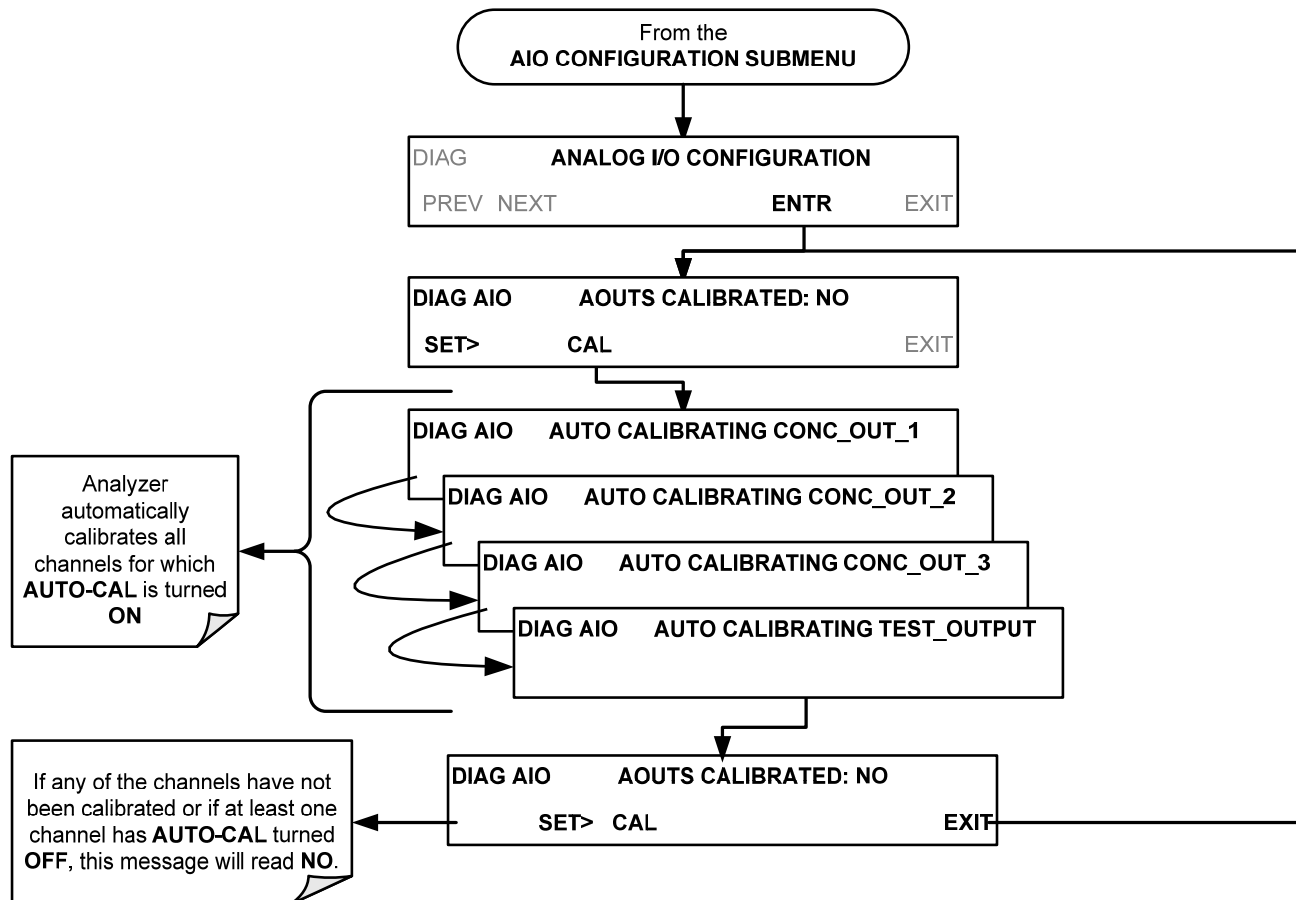 From the
AIO CONFIGURATION SUBMENU
DIAG ANALOG I/O CONFIGURATION
PREV NEXT ENTR EXIT
DIAG AIO AOUTS CALIBRATED: NO
SET> CAL EXIT
DIAG AIO AUTO CALIBRATING CONC_OUT_1
DIAG AIO AUTO CALIBRATING CONC_OUT_2
DIAG AIO AUTO CALIBRATING CONC_OUT_3
DIAG AIO AUTO CALIBRATING TEST_OUTPUT
Analyzer
automatically
calibrates all
channels for which
AUTO-CAL is turned
ON
DIAG AIO AOUTS CALIBRATED: NO
SET> CAL EXIT
If any of the channels have not
been calibrated or if at least one
channel has AUTO-CAL turned
OFF, this message will read NO.